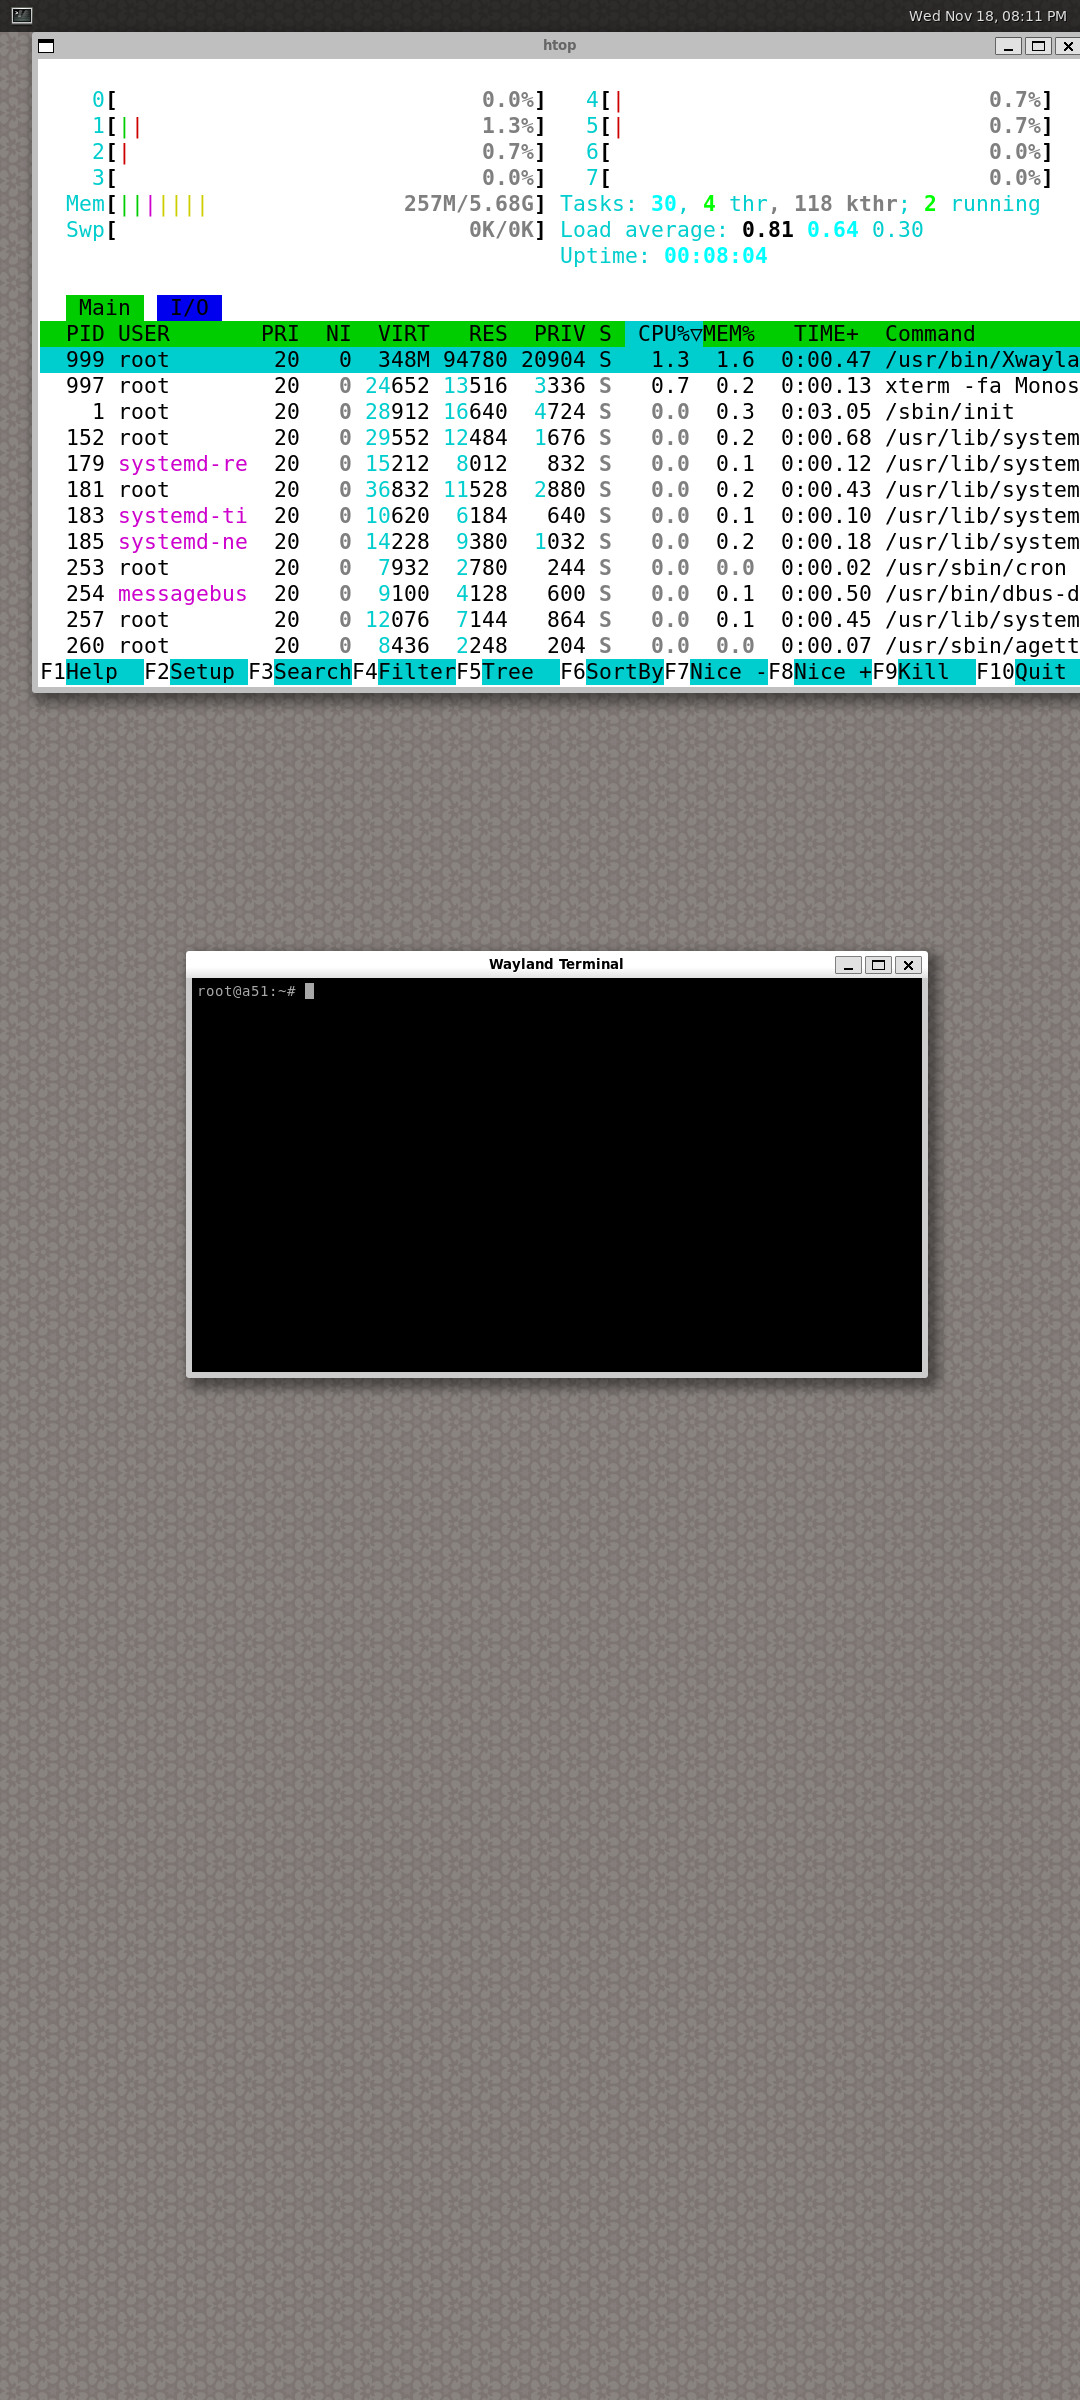 Wed Nov 18, 08:11 PM
htop
0[ 0.0%] 4[| 0.7%]
1[|| 1.3%] 5[| 0.7%]
2[| 0.7%] 6[ 0.0%]
3[ 0.0%] 7[ 0.0%]
Mem[||||||| 257M/5.68G] Tasks: 30, 4 thr, 118 kthr; 2 running
Swp[ 0K/0K] Load average: 0.81 0.64 0.30
Uptime: 00:08:04
Main I/O
PID USER PRI NI VIRT RES PRIV S CPU%▽MEM% TIME+ Command
999 root 20 0 348M 94780 20904 S 1.3 1.6 0:00.47 /usr/bin/Xwayla
997 root 20 0 24652 13516 3336 S 0.7 0.2 0:00.13 xterm -fa Monos
1 root 20 0 28912 16640 4724 S 0.0 0.3 0:03.05 /sbin/init
152 root 20 0 29552 12484 1676 S 0.0 0.2 0:00.68 /usr/lib/system
179 systemd-re 20 0 15212 8012 832 S 0.0 0.1 0:00.12 /usr/lib/system
181 root 20 0 36832 11528 2880 S 0.0 0.2 0:00.43 /usr/lib/system
183 systemd-ti 20 0 10620 6184 640 S 0.0 0.1 0:00.10 /usr/lib/system
185 systemd-ne 20 0 14228 9380 1032 S 0.0 0.2 0:00.18 /usr/lib/system
253 root 20 0 7932 2780 244 S 0.0 0.0 0:00.02 /usr/sbin/cron
254 messagebus 20 0 9100 4128 600 S 0.0 0.1 0:00.50 /usr/bin/dbus-d
257 root 20 0 12076 7144 864 S 0.0 0.1 0:00.45 /usr/lib/system
260 root 20 0 8436 2248 204 S 0.0 0.0 0:00.07 /usr/sbin/agett
F1Help F2Setup F3SearchF4FilterF5Tree F6SortByF7Nice -F8Nice +F9Kill F10Quit
Wayland Terminal
root@a51:~#